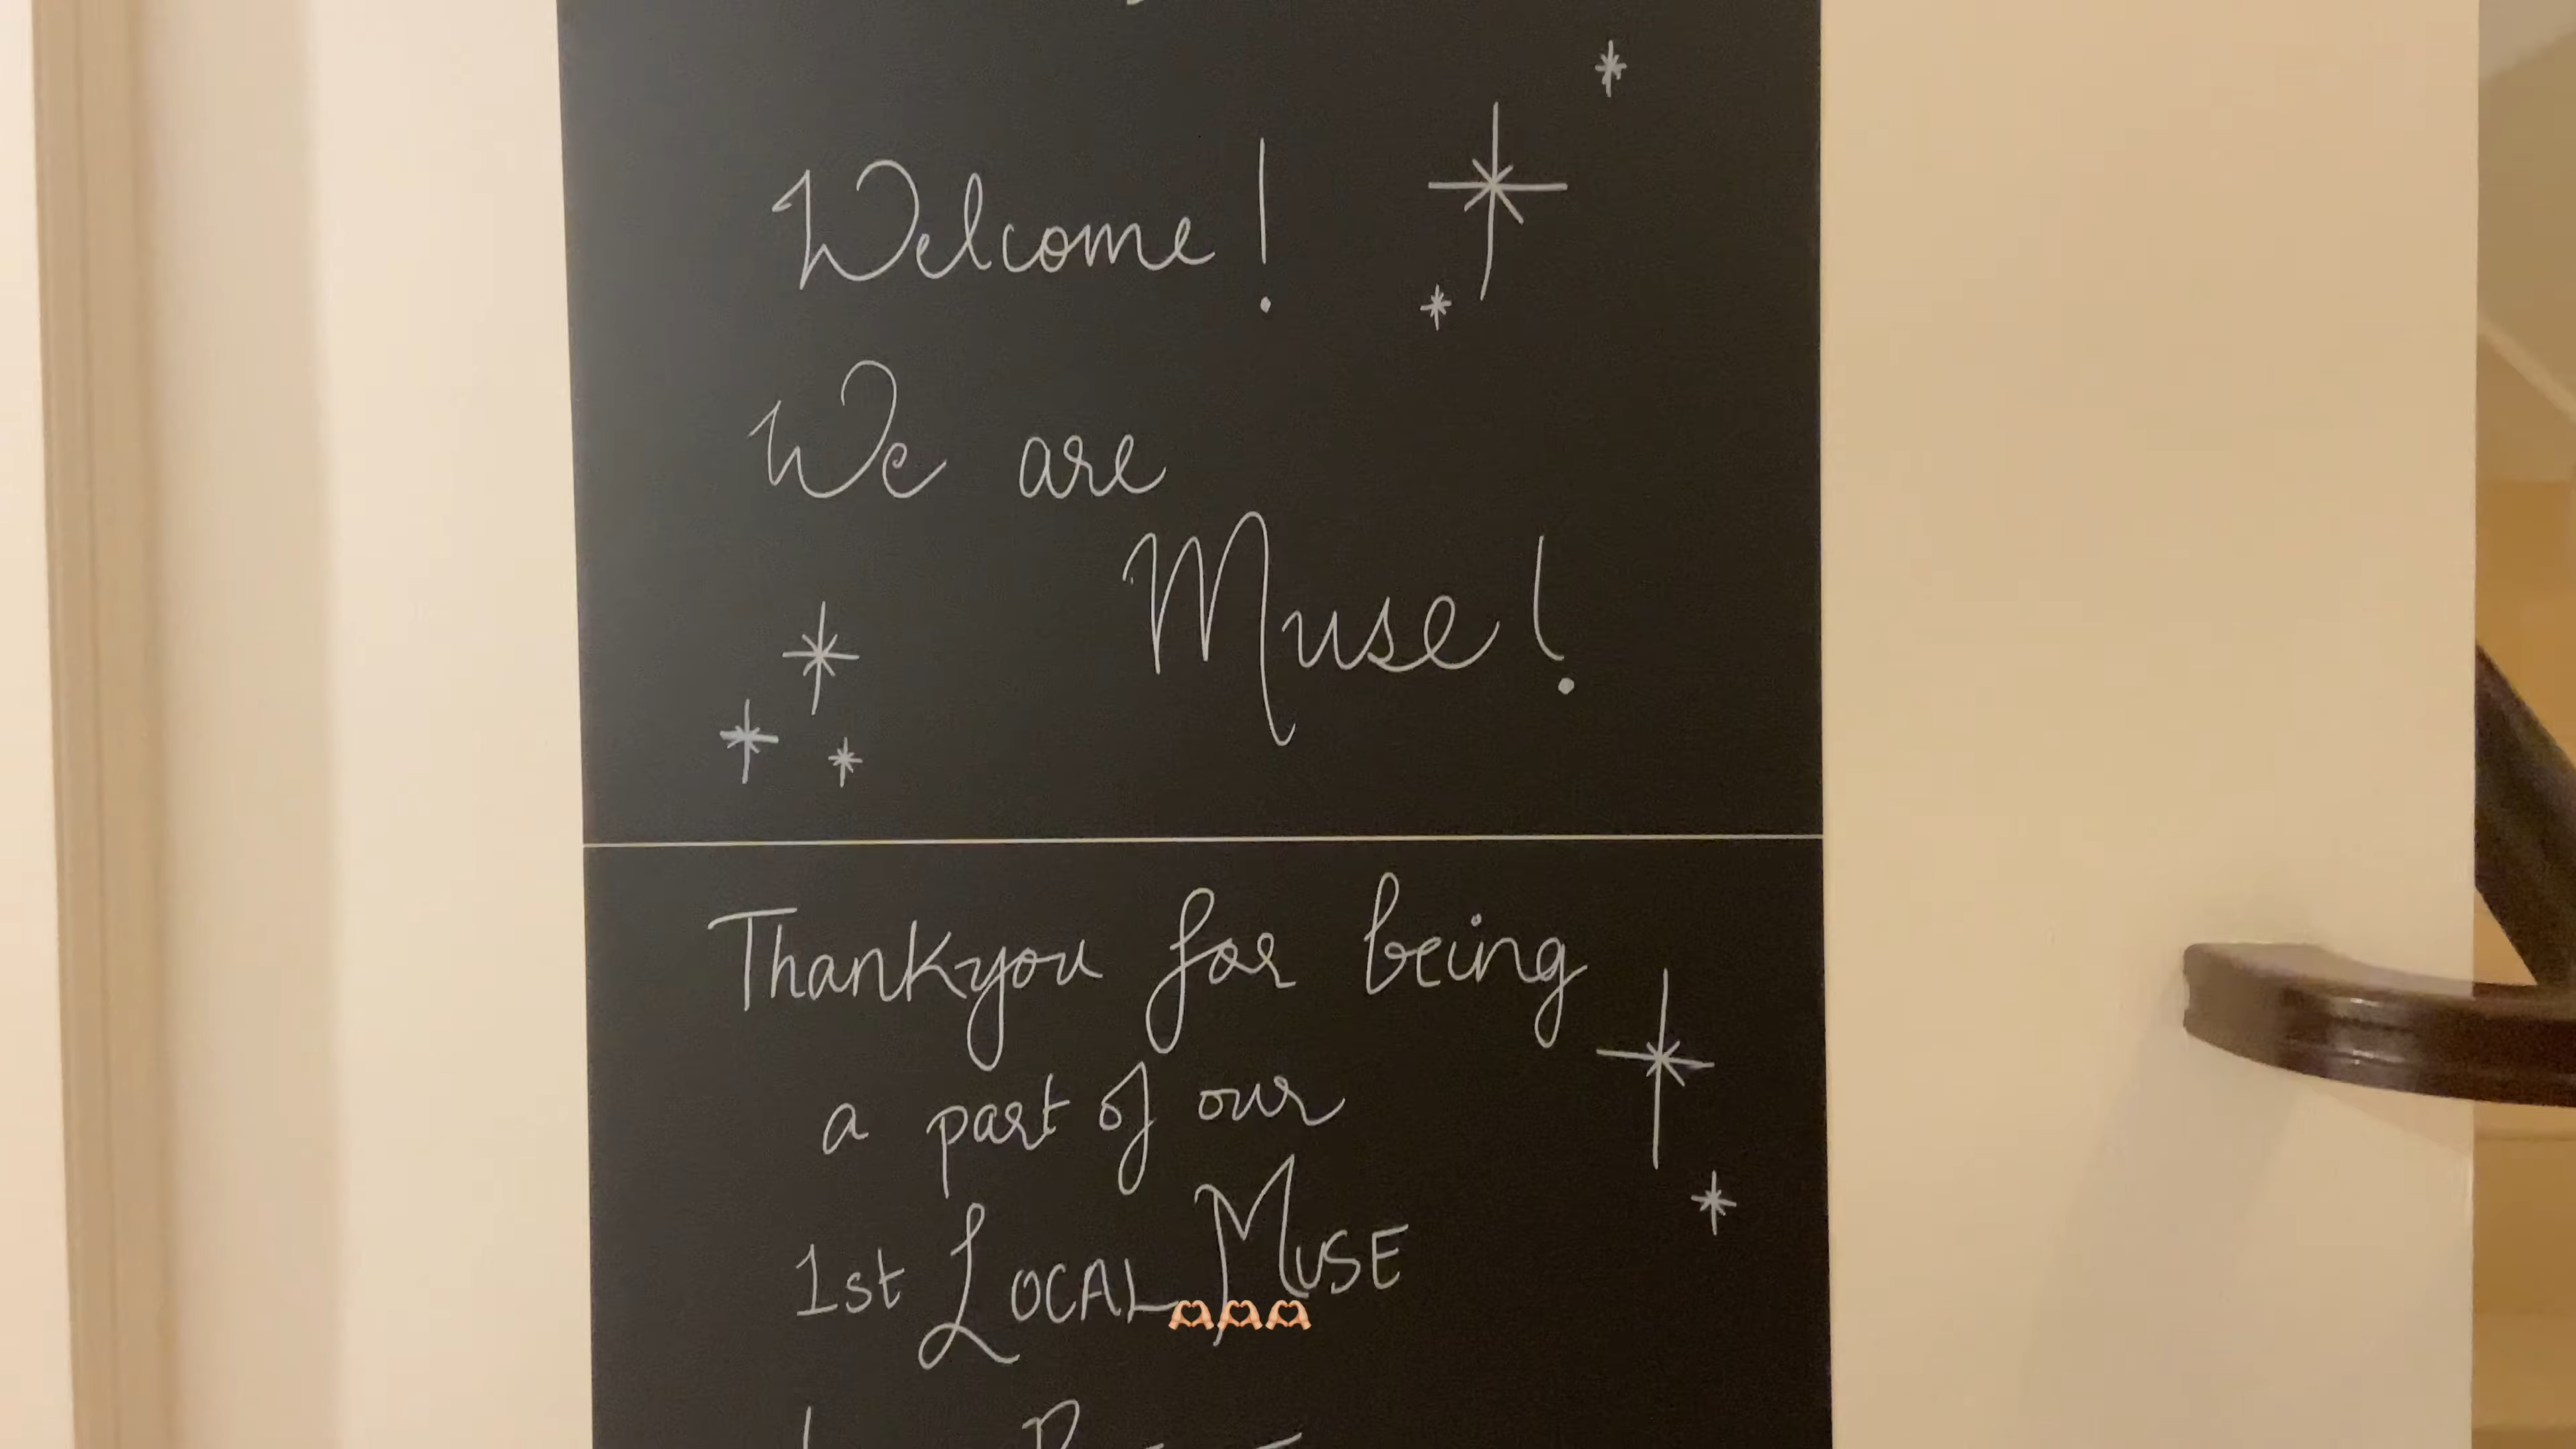 Welcome!
We are
Muse!
Thankyou for being
a part of our
1st LOCAL MUSE
🫶🏻🫶🏻🫶🏻